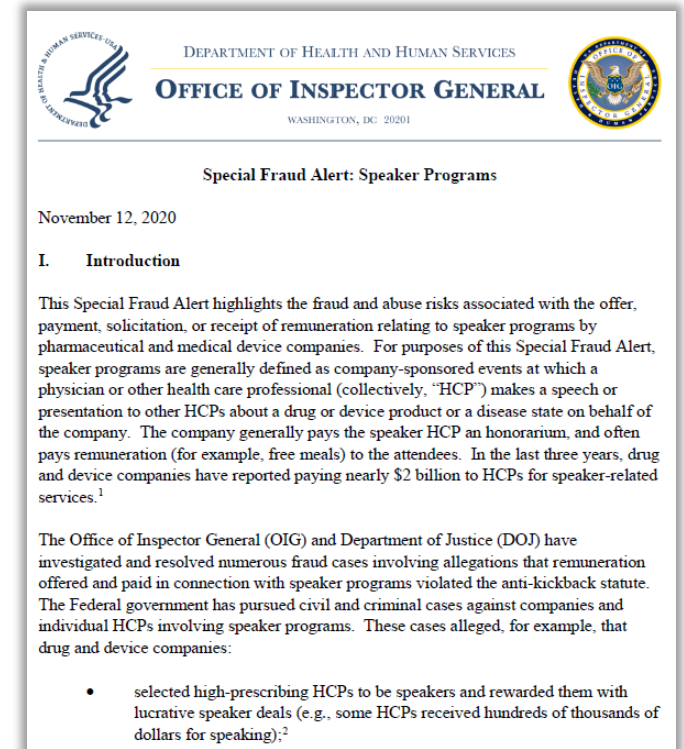 DEPARTMENT OF HEALTH AND HUMAN SERVICES
OFFICE OF INSPECTOR GENERAL
WASHINGTON, DC 20201
DEPARTMENT OF HEALTH & HUMAN SERVICES·USA
OFFICE OF
INSPECTOR GENERAL
OIG
Special Fraud Alert: Speaker Programs
November 12, 2020
I. Introduction
This Special Fraud Alert highlights the fraud and abuse risks associated with the offer,
payment, solicitation, or receipt of remuneration relating to speaker programs by
pharmaceutical and medical device companies. For purposes of this Special Fraud Alert,
speaker programs are generally defined as company-sponsored events at which a
physician or other health care professional (collectively, “HCP”) makes a speech or
presentation to other HCPs about a drug or device product or a disease state on behalf of
the company. The company generally pays the speaker HCP an honorarium, and often
pays remuneration (for example, free meals) to the attendees. In the last three years, drug
and device companies have reported paying nearly $2 billion to HCPs for speaker-related
services.1
The Office of Inspector General (OIG) and Department of Justice (DOJ) have
investigated and resolved numerous fraud cases involving allegations that remuneration
offered and paid in connection with speaker programs violated the anti-kickback statute.
The Federal government has pursued civil and criminal cases against companies and
individual HCPs involving speaker programs. These cases alleged, for example, that
drug and device companies:
• selected high-prescribing HCPs to be speakers and rewarded them with
lucrative speaker deals (e.g., some HCPs received hundreds of thousands of
dollars for speaking);2